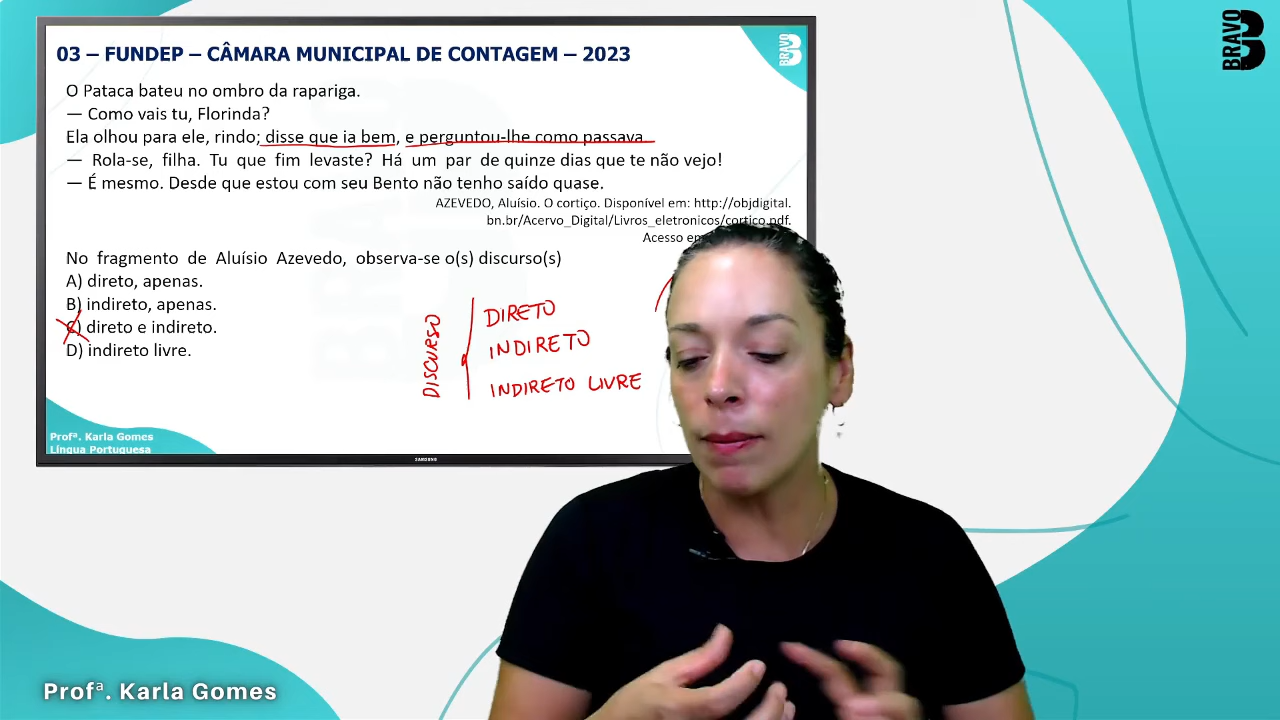 03 – FUNDEP – CÂMARA MUNICIPAL DE CONTAGEM – 2023
O Pataca bateu no ombro da rapariga.
— Como vais tu, Florinda?
Ela olhou para ele, rindo; disse que ia bem, e perguntou-lhe como passava.
— Rola-se, filha. Tu que fim levaste? Há um par de quinze dias que te não vejo!
— É mesmo. Desde que estou com seu Bento não tenho saído quase.
AZEVEDO, Aluísio. O cortiço. Disponível em: http://objdigital.
bn.br/Acervo_Digital/Livros_eletronicos/cortiço.pdf.
Acesso em
No fragmento de Aluísio Azevedo, observa-se o(s) discurso(s)
A) direto, apenas.
B) indireto, apenas.
C) direto e indireto.
D) indireto livre.
DISCURSO
DIRETO
INDIRETO
INDIRETO LIVRE
Profª. Karla Gomes
Língua Portuguesa
SAMSUNG
BRAVO
Profª. Karla Gomes